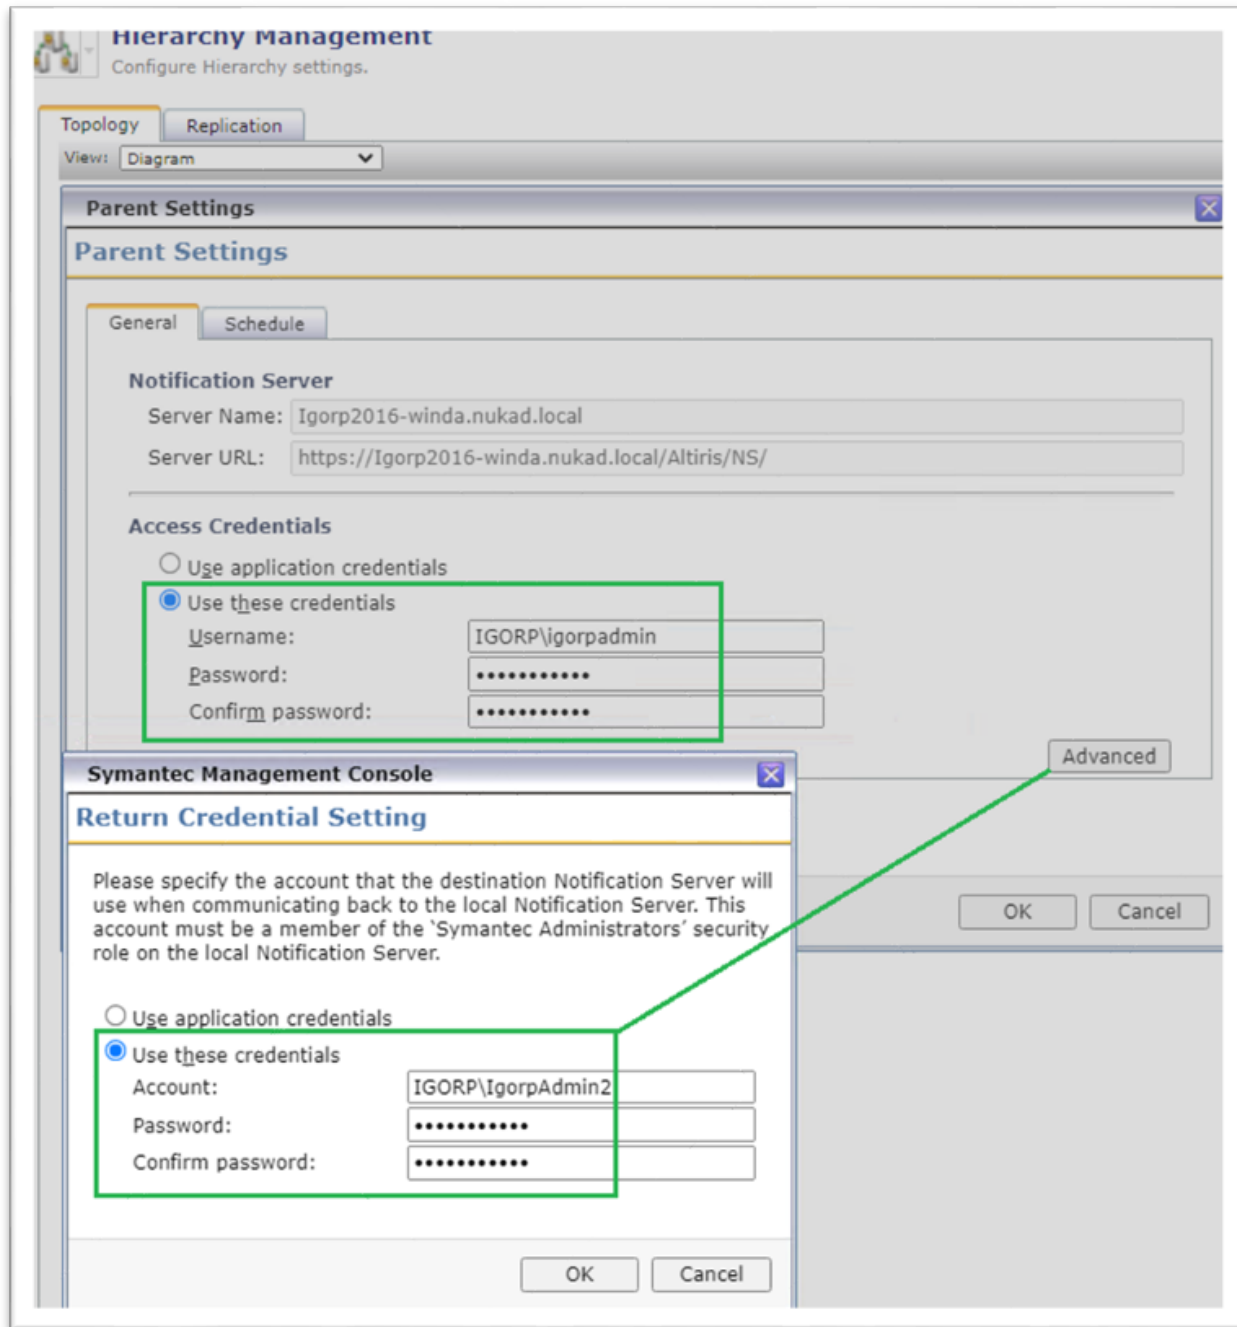 Hierarchy Management
Configure Hierarchy settings.
Topology Replication
View: Diagram
Parent Settings
Parent Settings
General Schedule
Notification Server
Server Name: Igorp2016-winda.nukad.local
Server URL: https://Igorp2016-winda.nukad.local/Altiris/NS/
Access Credentials
Use application credentials
Use these credentials
Username: IGORP\igorpadmin
Password: •••••••••••
Confirm password: •••••••••••
Advanced
OK Cancel
Symantec Management Console
Return Credential Setting
Please specify the account that the destination Notification Server will
use when communicating back to the local Notification Server. This
account must be a member of the `Symantec Administrators´ security
role on the local Notification Server.
Use application credentials
Use these credentials
Account: IGORP\IgorpAdmin2
Password: •••••••••••
Confirm password: •••••••••••
OK Cancel